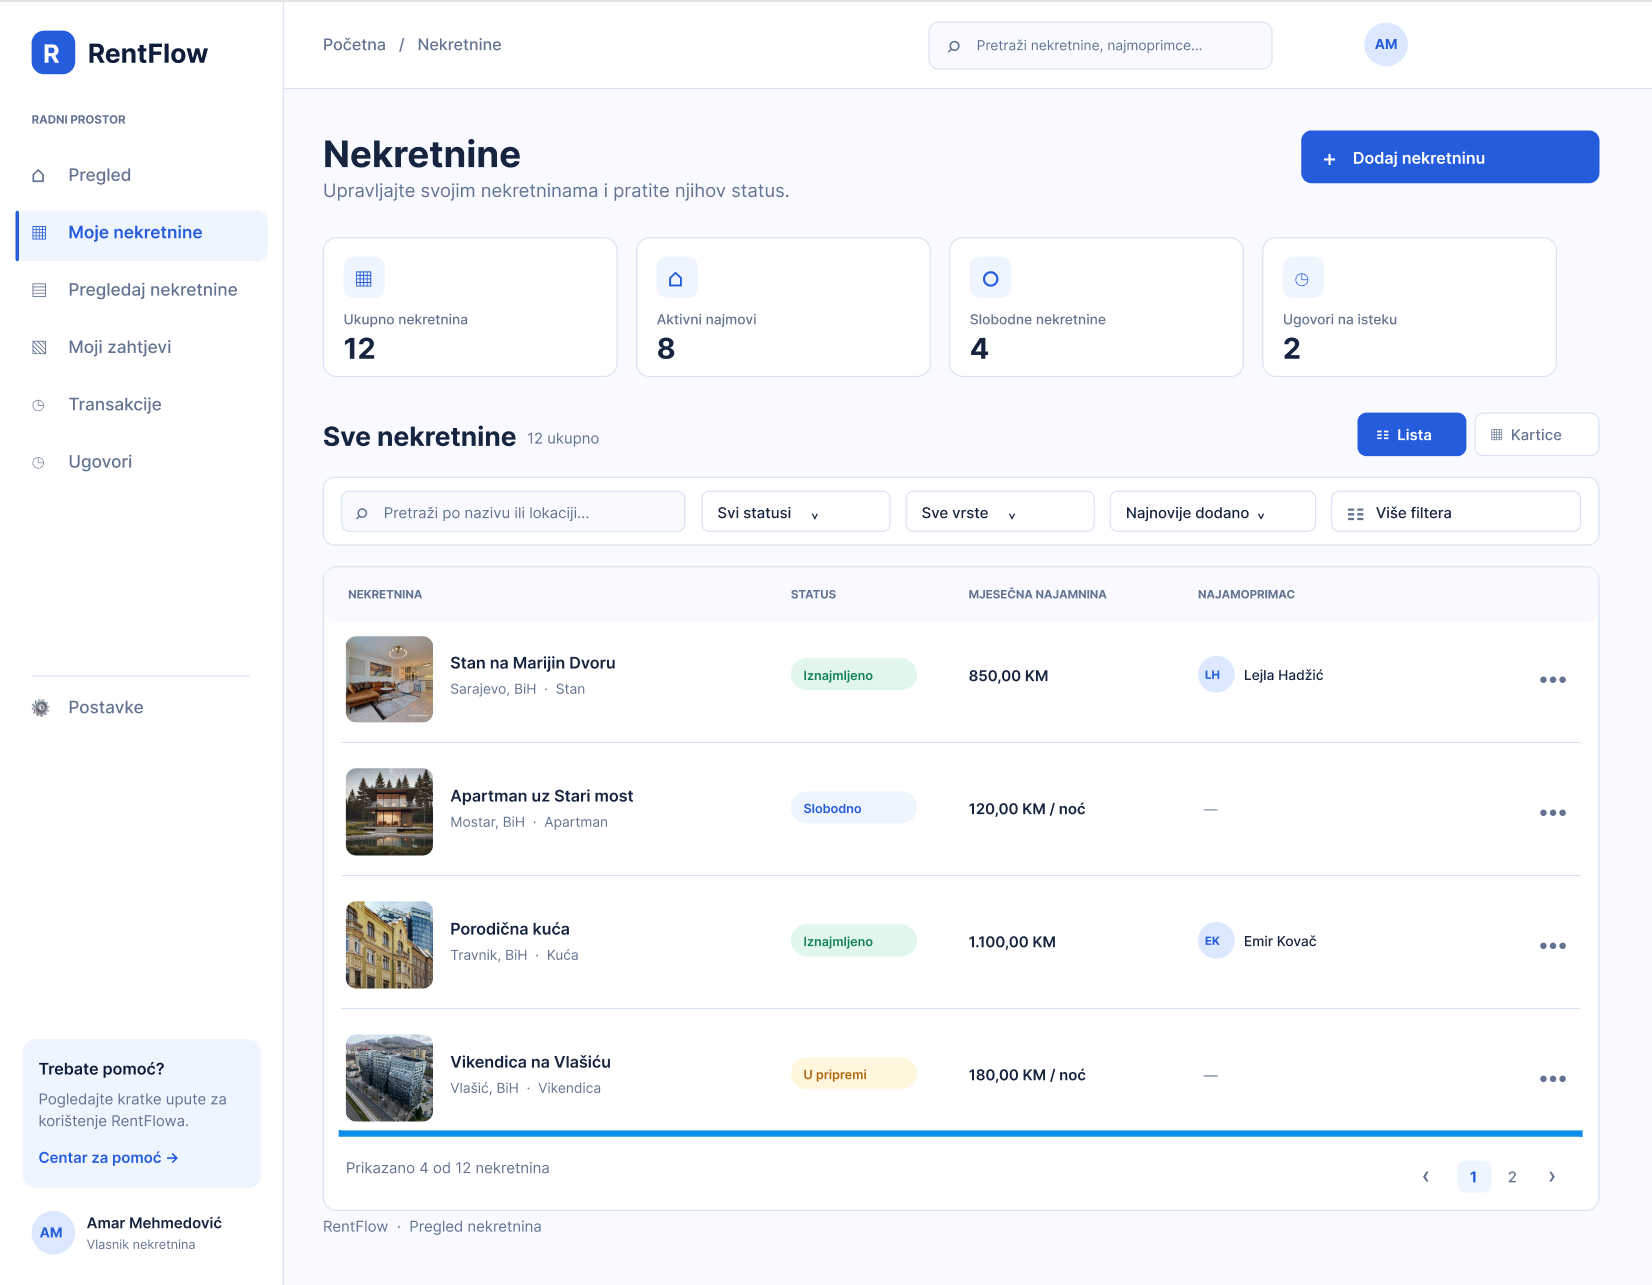 R RentFlow
RADNI PROSTOR
Pregled
Moje nekretnine
Pregledaj nekretnine
Moji zahtjevi
Transakcije
Ugovori
Postavke
Trebate pomoć?
Pogledajte kratke upute za
korištenje RentFlowa.
Centar za pomoć →
AM
Amar Mehmedović
Vlasnik nekretnina
Početna / Nekretnine
Pretraži nekretnine, najmoprimce...
AM
Nekretnine
Upravljajte svojim nekretninama i pratite njihov status.
+ Dodaj nekretninu
Ukupno nekretnina
12
Aktivni najmovi
8
Slobodne nekretnine
4
Ugovori na isteku
2
Sve nekretnine 12 ukupno
Lista
Kartice
Pretraži po nazivu ili lokaciji...
Svi statusi
Sve vrste
Najnovije dodano
Više filtera
NEKRETNINA STATUS MJESEČNA NAJAMNINA NAJAMOPRIMAC
Stan na Marijin Dvoru
Sarajevo, BiH · Stan
Iznajmljeno
850,00 KM
LH Lejla Hadžić
Apartman uz Stari most
Mostar, BiH · Apartman
Slobodno
120,00 KM / noć
—
Porodična kuća
Travnik, BiH · Kuća
Iznajmljeno
1.100,00 KM
EK Emir Kovač
Vikendica na Vlašiću
Vlašić, BiH · Vikendica
U pripremi
180,00 KM / noć
—
Prikazano 4 od 12 nekretnina
‹ 1 2 ›
RentFlow · Pregled nekretnina